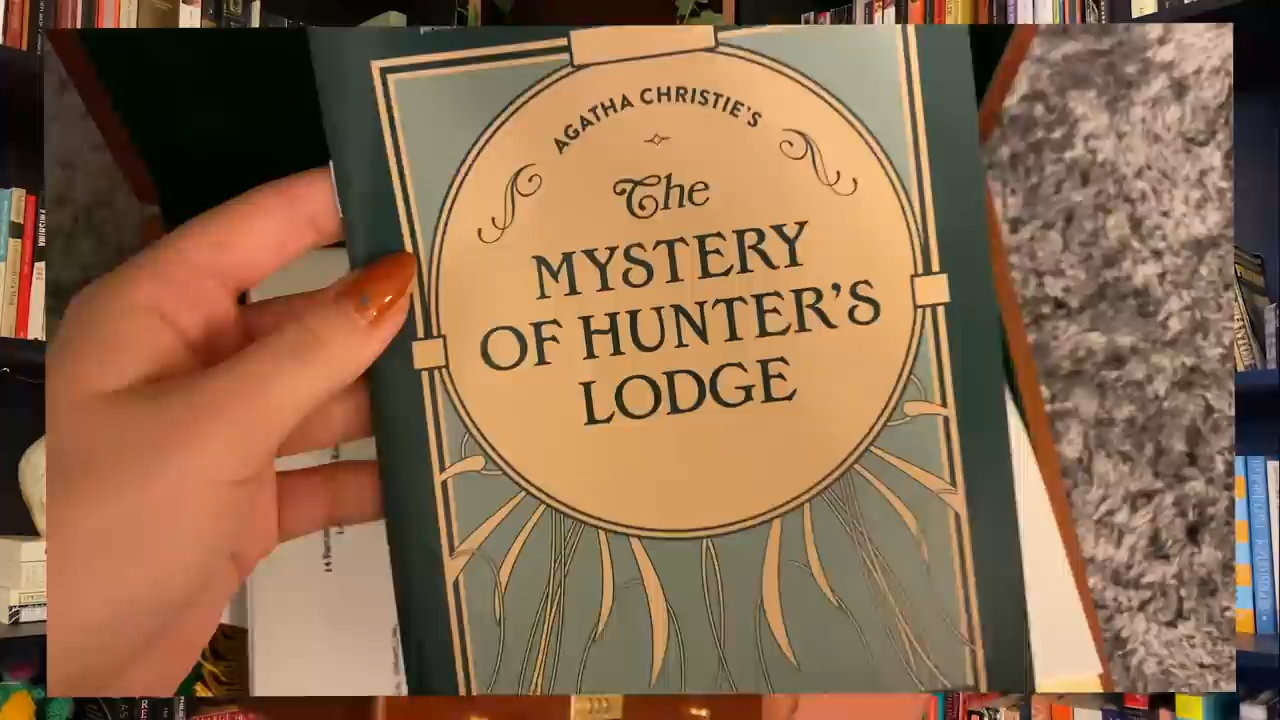 AGATHA CHRISTIE'S
The
MYSTERY
OF HUNTER'S
LODGE